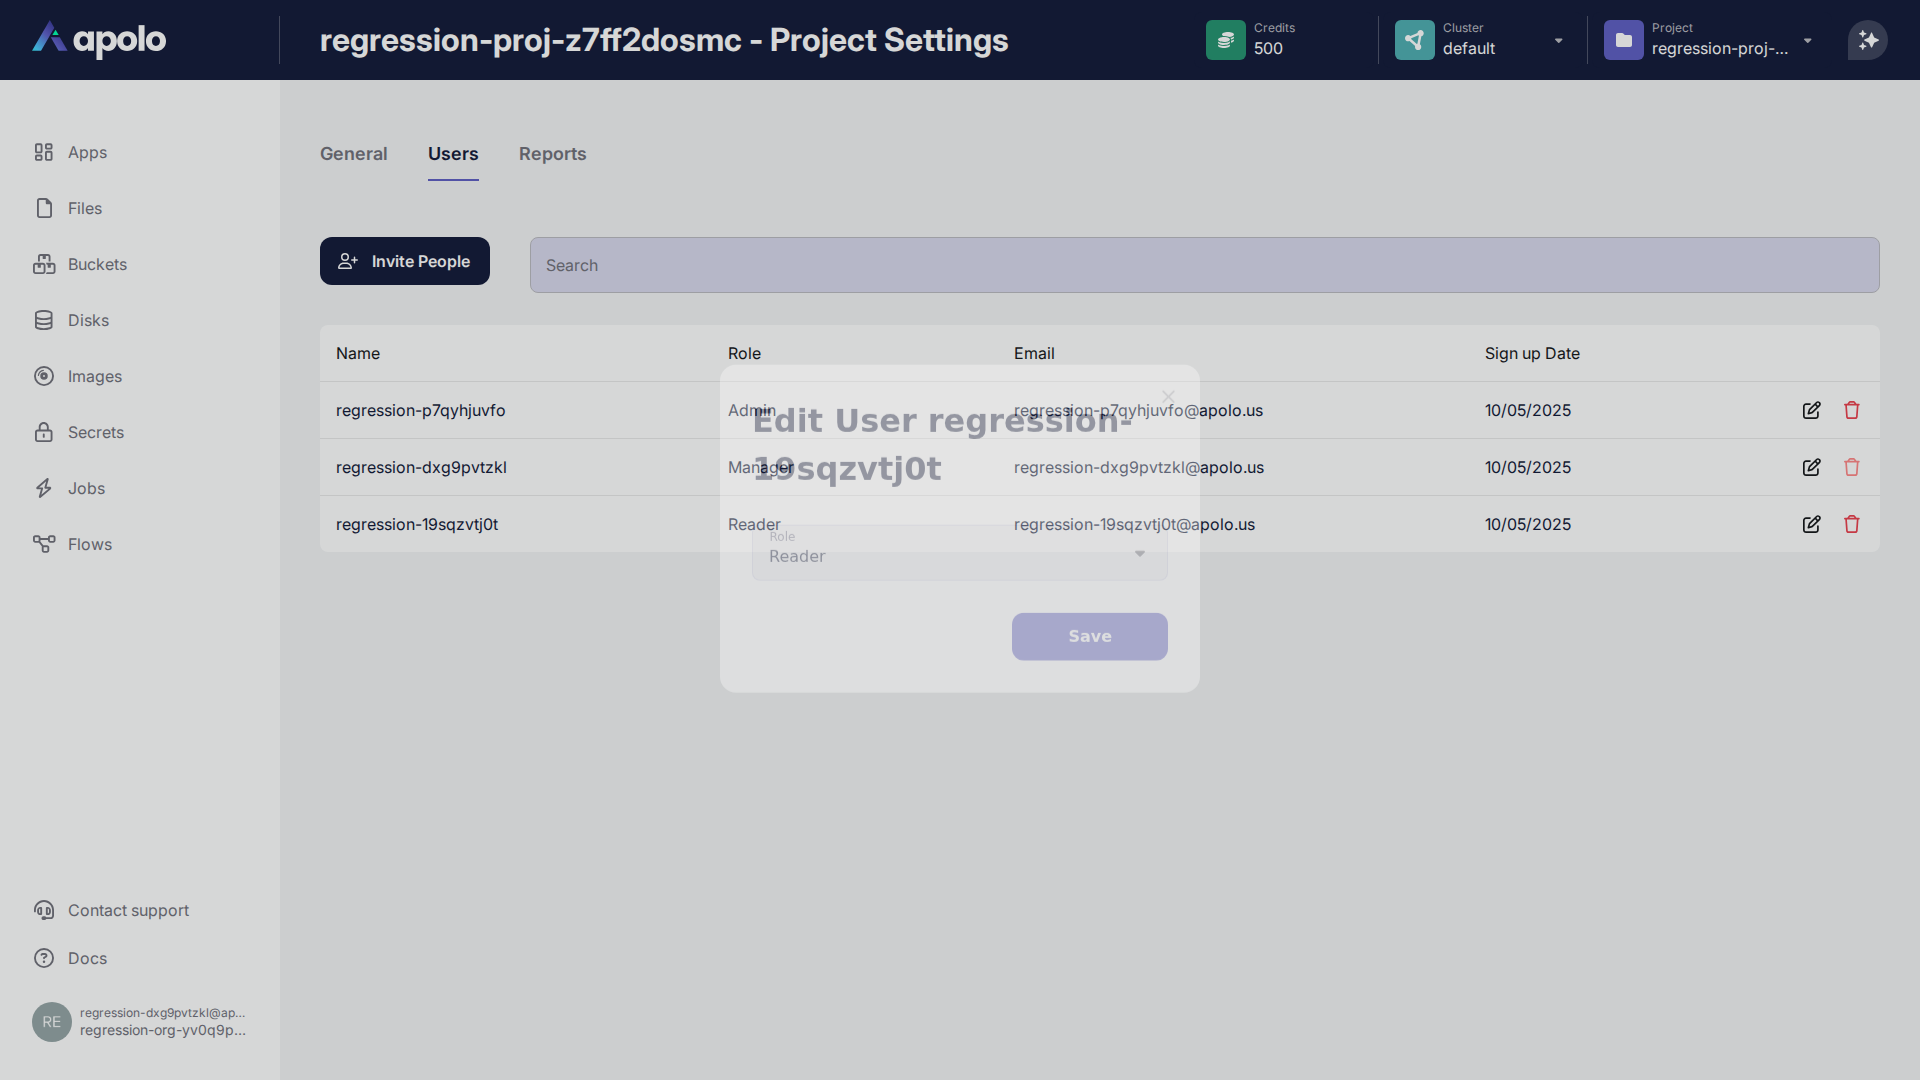 apolo
regression-proj-z7ff2dosmc - Project Settings
Credits
500
Cluster
default
Project
regression-proj-...
Apps
Files
Buckets
Disks
Images
Secrets
Jobs
Flows
Contact support
Docs
RE
regression-dxg9pvtzkl@ap...
regression-org-yv0q9p...
General Users Reports
Invite People
Search
Name Role Email Sign up Date
regression-p7qyhjuvfo Admin regression-p7qyhjuvfo@apolo.us 10/05/2025
regression-dxg9pvtzkl Manager regression-dxg9pvtzkl@apolo.us 10/05/2025
regression-19sqzvtj0t Reader regression-19sqzvtj0t@apolo.us 10/05/2025
Edit User regression-
19sqzvtj0t
Role
Reader
Save